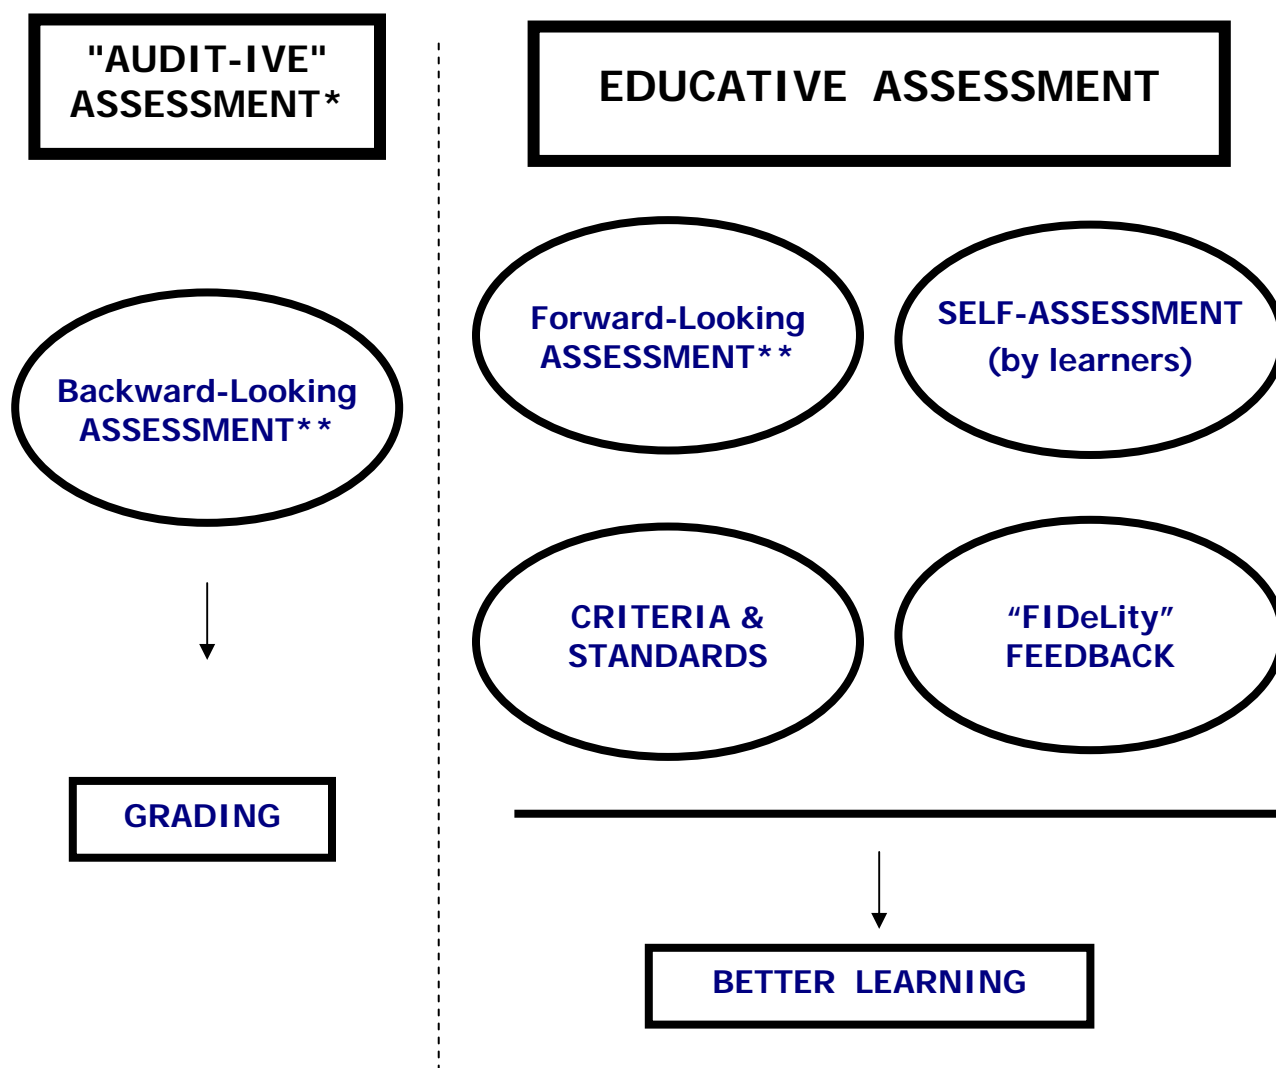 "AUDIT-IVE"
ASSESSMENT*
Backward-Looking
ASSESSMENT**
GRADING
EDUCATIVE ASSESSMENT
Forward-Looking
ASSESSMENT**
SELF-ASSESSMENT
(by learners)
CRITERIA &
STANDARDS
“FIDeLity”
FEEDBACK
BETTER LEARNING